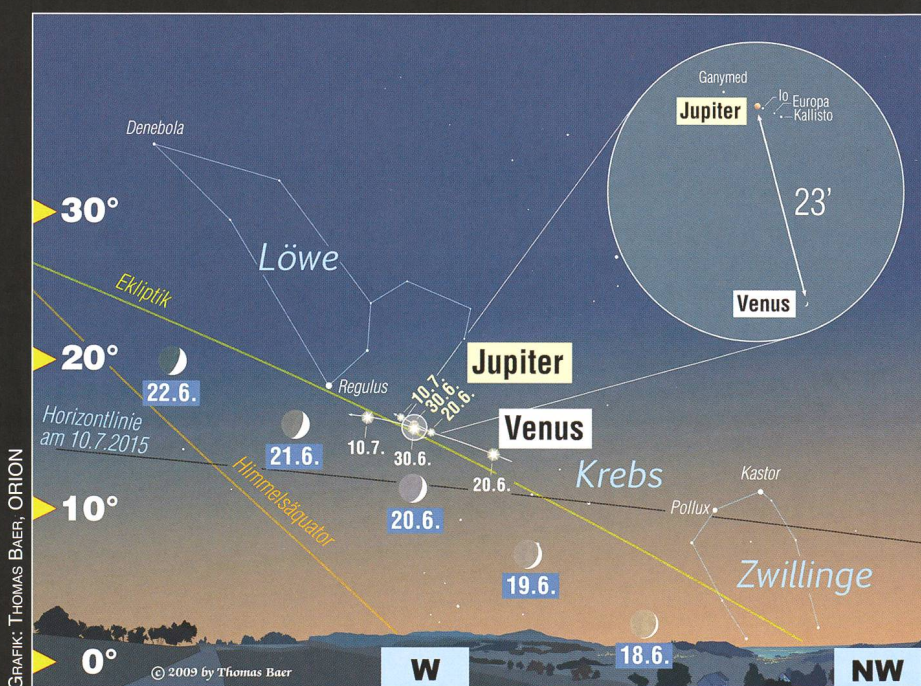 Ganymed
Io
Europa
Kallisto
Jupiter
23'
Venus
Denebola
30°
Löwe
Ekliptik
20°
22.6.
Regulus
Jupiter
10.7.
30.6.
20.6.
Horizontlinie
am 10.7.2015
21.6.
10.7.
30.6.
Venus
20.6.
Krebs
Kastor
Pollux
Himmelsäquator
10°
20.6.
19.6.
Zwillinge
18.6.
0°
© 2009 by Thomas Baer
W
NW
GRAFIK: THOMAS BAER, ORION